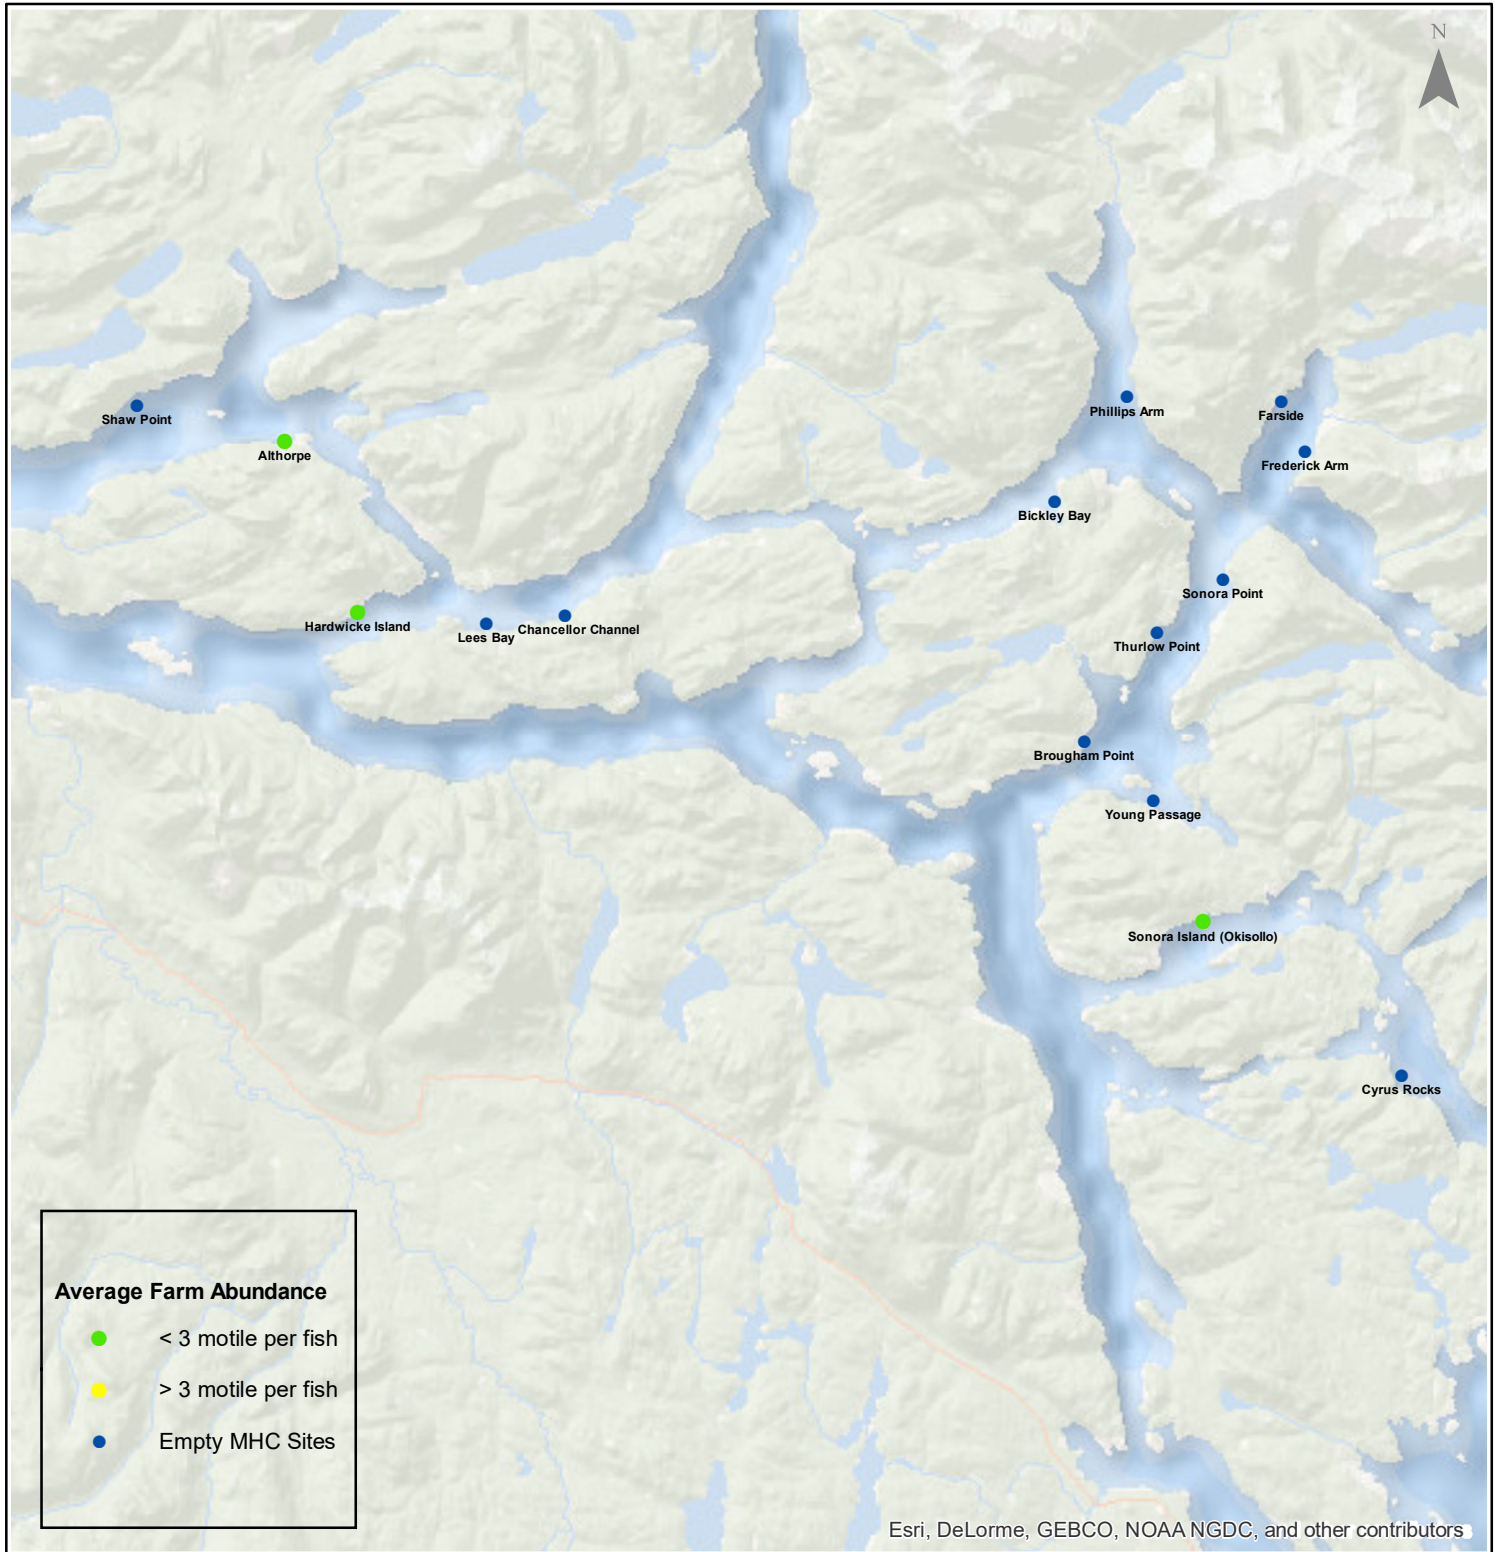 N
Shaw Point
Althorpe
Phillips Arm
Farside
Frederick Arm
Bickley Bay
Sonora Point
Hardwicke Island
Lees Bay
Chancellor Channel
Thurlow Point
Brougham Point
Young Passage
Sonora Island (Okisollo)
Cyrus Rocks
Average Farm Abundance
< 3 motile per fish
> 3 motile per fish
Empty MHC Sites
Esri, DeLorme, GEBCO, NOAA NGDC, and other contributors